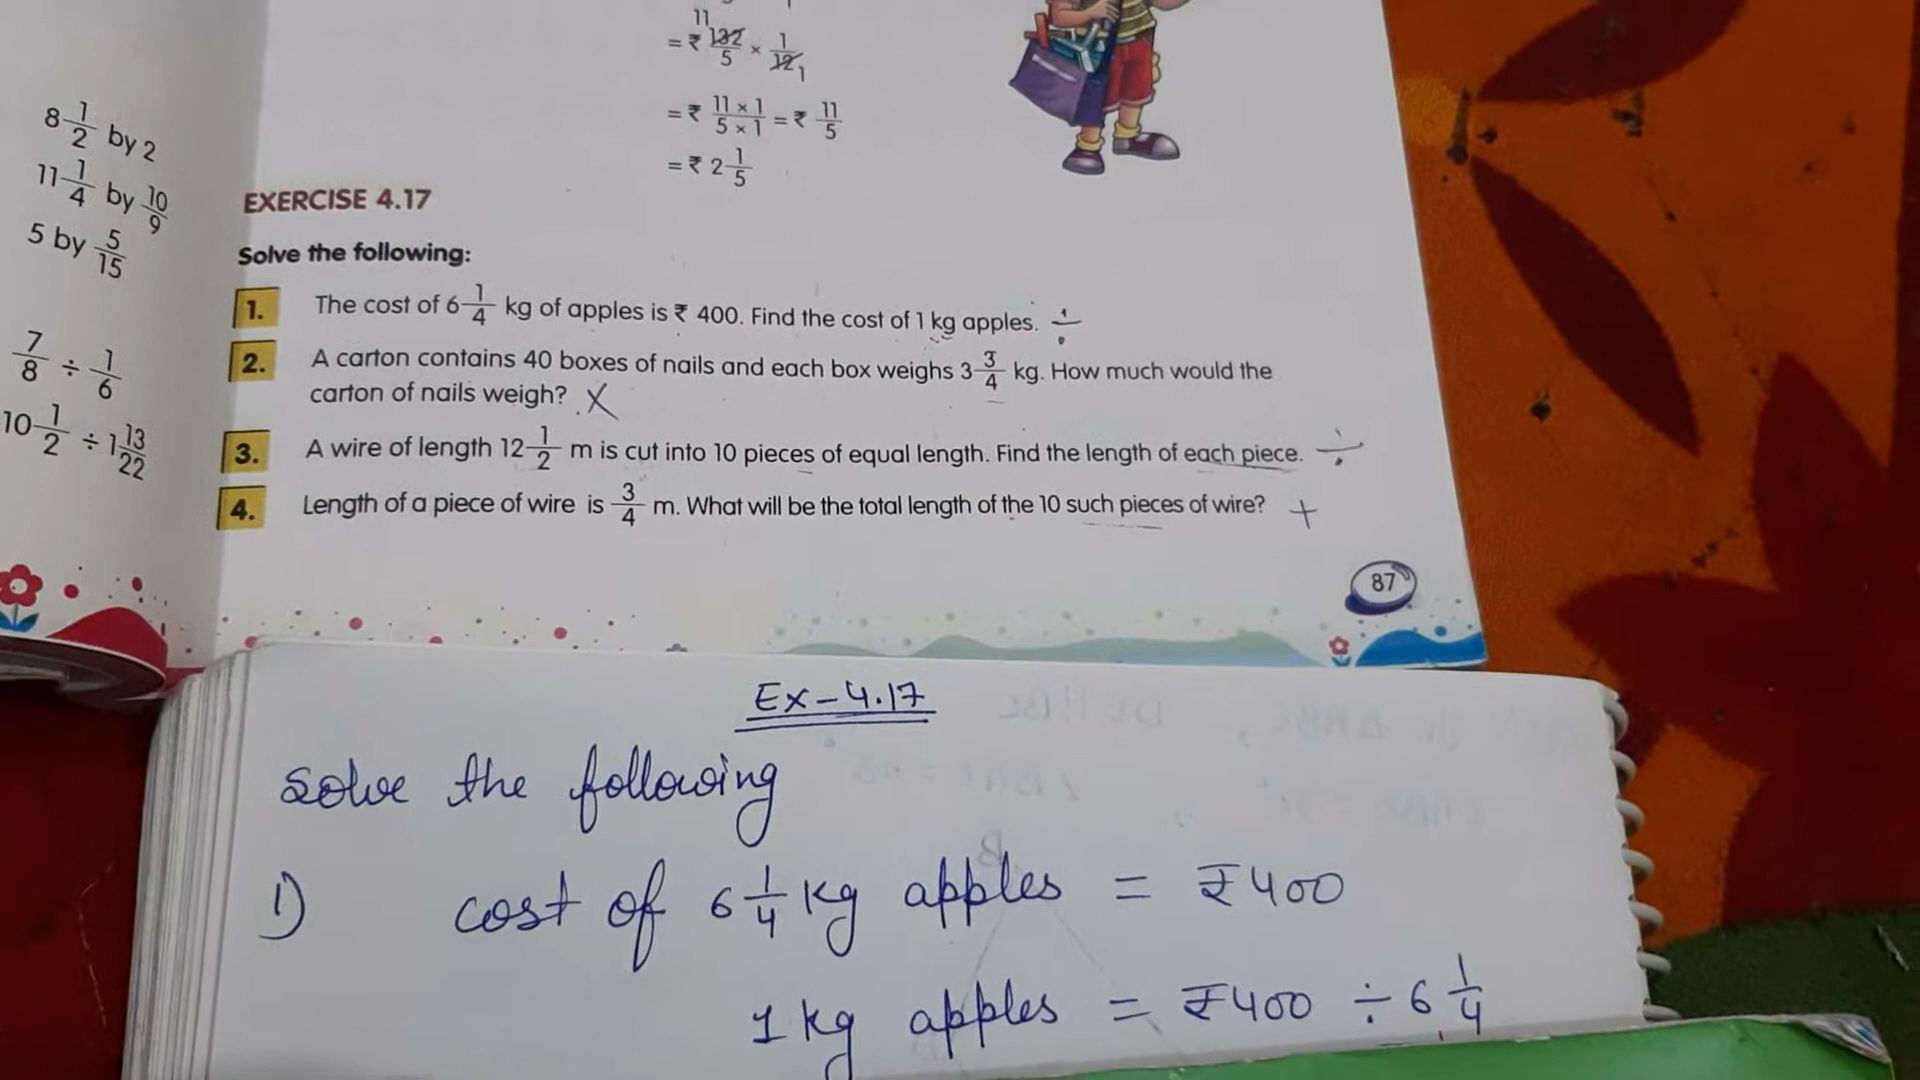 11
= ₹ 132/5 × 1/12 1
= ₹ 11 × 1/5 × 1 = ₹ 11/5
= ₹ 2 1/5
8 1/2 by 2
11 1/4 by 10/9
5 by 5/15
7/8 ÷ 1/6
10 1/2 ÷ 1 13/22
EXERCISE 4.17
Solve the following:
1. The cost of 6 1/4 kg of apples is ₹ 400. Find the cost of 1 kg apples. ÷
2. A carton contains 40 boxes of nails and each box weighs 3 3/4 kg. How much would the
carton of nails weigh? X
3. A wire of length 12 1/2 m is cut into 10 pieces of equal length. Find the length of each piece. ÷
4. Length of a piece of wire is 3/4 m. What will be the total length of the 10 such pieces of wire? +
87
Ex-4.17
Solve the following
1) cost of 6 1/4 kg apples = ₹400
1 kg apples = ₹400 ÷ 6 1/4